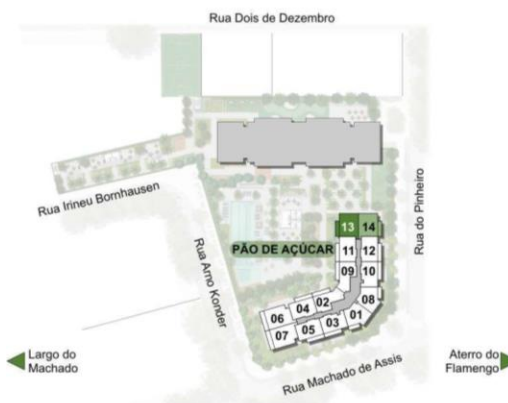 Rua Dois de Dezembro
Rua Irineu Bornhausen
Rua Arno Konder
Rua do Pinheiro
13 14
PÃO DE AÇÚCAR
11 12
09 10
06 04 02 08
07 05 03 01
Largo do
Machado
Rua Machado de Assis
Aterro do
Flamengo